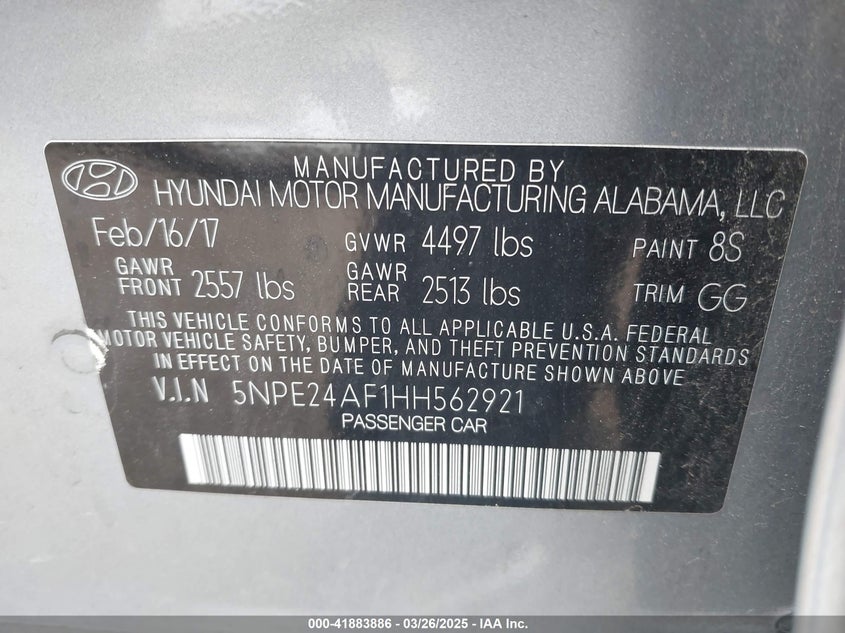 MANUFACTURED BY
HYUNDAI MOTOR MANUFACTURING ALABAMA, LLC
Feb/16/17 GVWR 4497 lbs PAINT 8S
GAWR FRONT 2557 lbs GAWR REAR 2513 lbs TRIM GG
THIS VEHICLE CONFORMS TO ALL APPLICABLE U.S.A. FEDERAL
MOTOR VEHICLE SAFETY, BUMPER, AND THEFT PREVENTION STANDARDS
IN EFFECT ON THE DATE OF MANUFACTURE SHOWN ABOVE.
V.I.N 5NPE24AF1HH562921
PASSENGER CAR
000-41883886 - 03/26/2025 - IAA Inc.